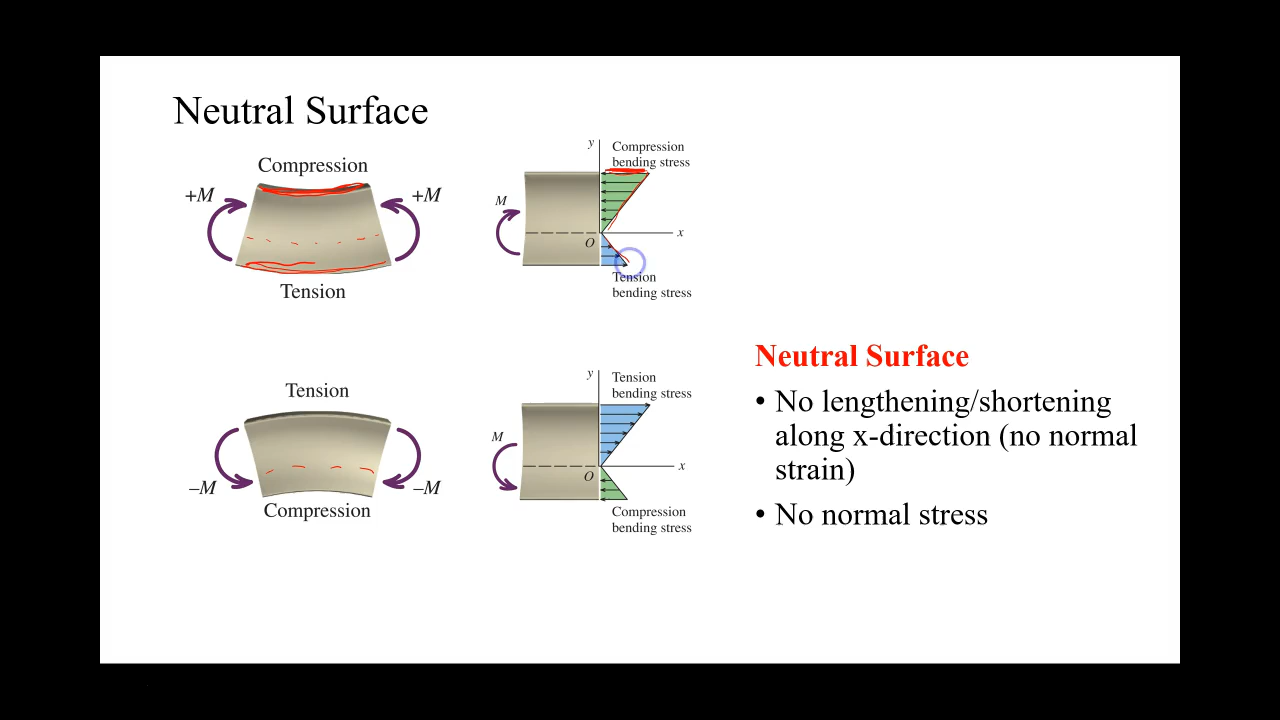 Neutral Surface
Compression
+M
+M
Tension
y
Compression
bending stress
M
O
x
Tension
bending stress
Tension
–M
–M
Compression
y
Tension
bending stress
M
O
x
Compression
bending stress
Neutral Surface
• No lengthening/shortening
along x-direction (no normal
strain)
• No normal stress